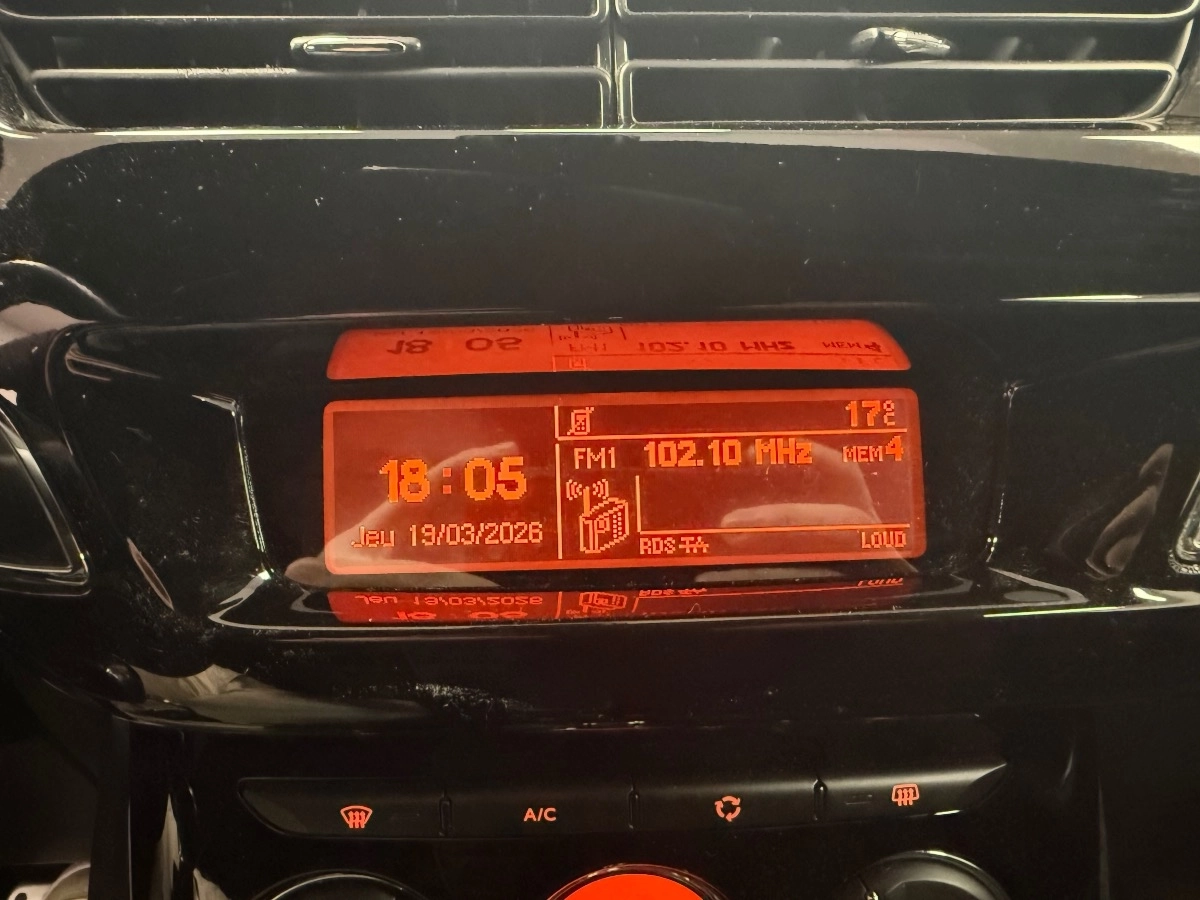 17°C
FM1 102.10 MHz MEM4
18:05
Jeu 19/03/2026
RDS TA LOUD
A/C